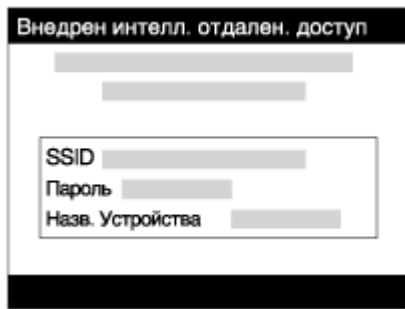 Внедрен интелл. отдален. доступ
SSID
Пароль
Назв. Устройства